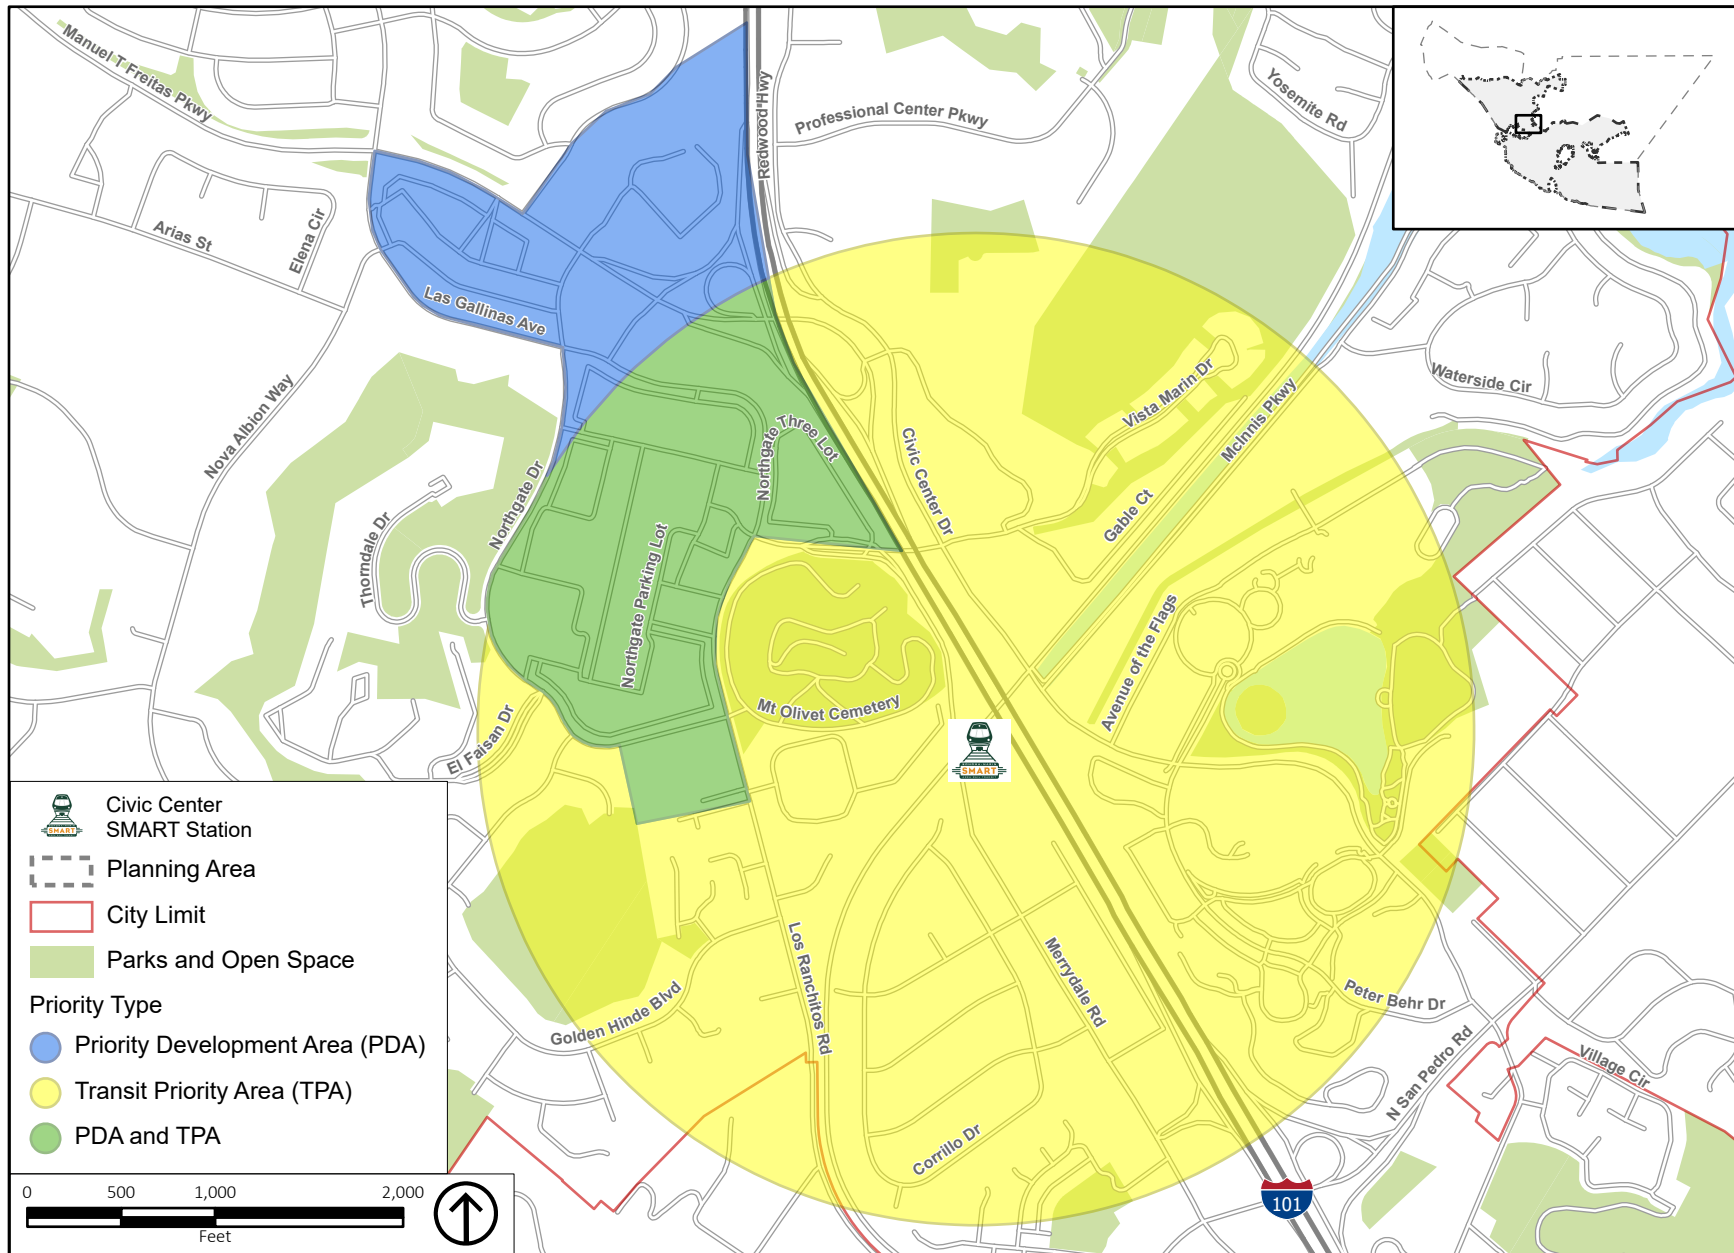 Manuel T Freitas Pkwy
Redwood Hwy
Professional Center Pkwy
Yosemite Rd
Arias St
Elena Cir
Las Gallinas Ave
Nova Albion Way
Waterside Cir
Vista Marin Dr
McInnis Pkwy
Northgate Three Lot
Civic Center Dr
Northgate Dr
Gable Ct
Thorndale Dr
Northgate Parking Lot
Avenue of the Flags
Mt Olivet Cemetery
El Faisan Dr
SMART
Los Ranchitos Rd
Merrydale Rd
Golden Hinde Blvd
Peter Behr Dr
N San Pedro Rd
Village Cir
Corrillo Dr
101
SMART
Civic Center
SMART Station
Planning Area
City Limit
Parks and Open Space
Priority Type
Priority Development Area (PDA)
Transit Priority Area (TPA)
PDA and TPA
0 500 1,000 2,000
Feet